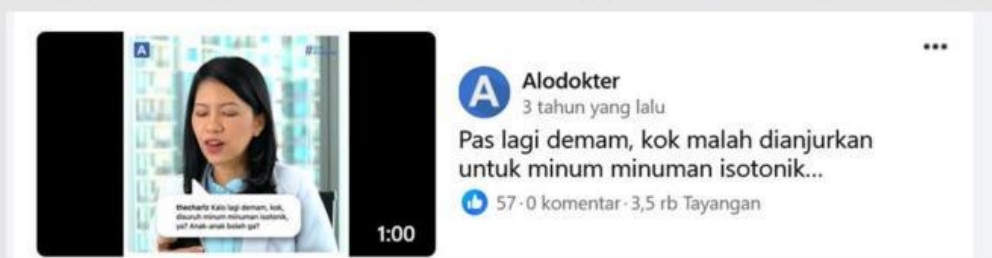 A
#
thecharlz Kalo lagi demam, kok,
disuruh minum minuman isotonik,
ya? Anak-anak boleh ga?
1:00
A
Alodokter
3 tahun yang lalu
Pas lagi demam, kok malah dianjurkan
untuk minum minuman isotonik...
57·0 komentar·3,5 rb Tayangan